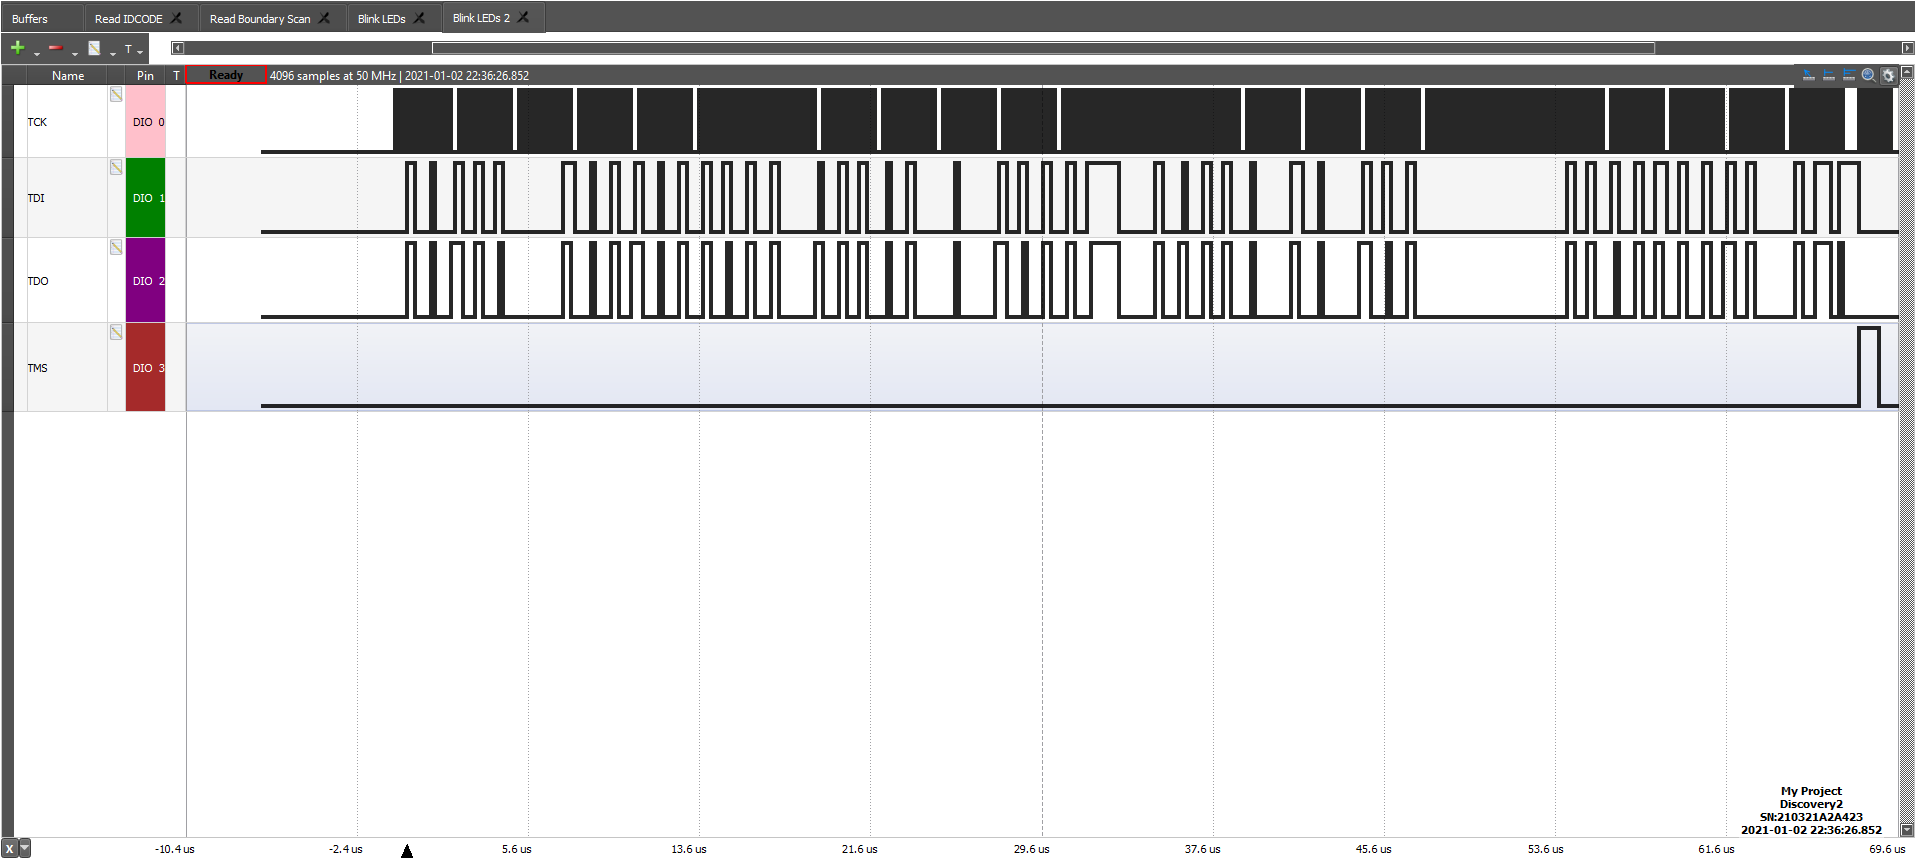 Buffers Read IDCODE Read Boundary Scan Blink LEDs Blink LEDs 2
T
Name Pin T Ready 4096 samples at 50 MHz | 2021-01-02 22:36:26.852
TCK DIO 0
TDI DIO 1
TDO DIO 2
TMS DIO 3
My Project
Discovery2
SN:210321A2A423
2021-01-02 22:36:26.852
X -10.4 us -2.4 us 5.6 us 13.6 us 21.6 us 29.6 us 37.6 us 45.6 us 53.6 us 61.6 us 69.6 us